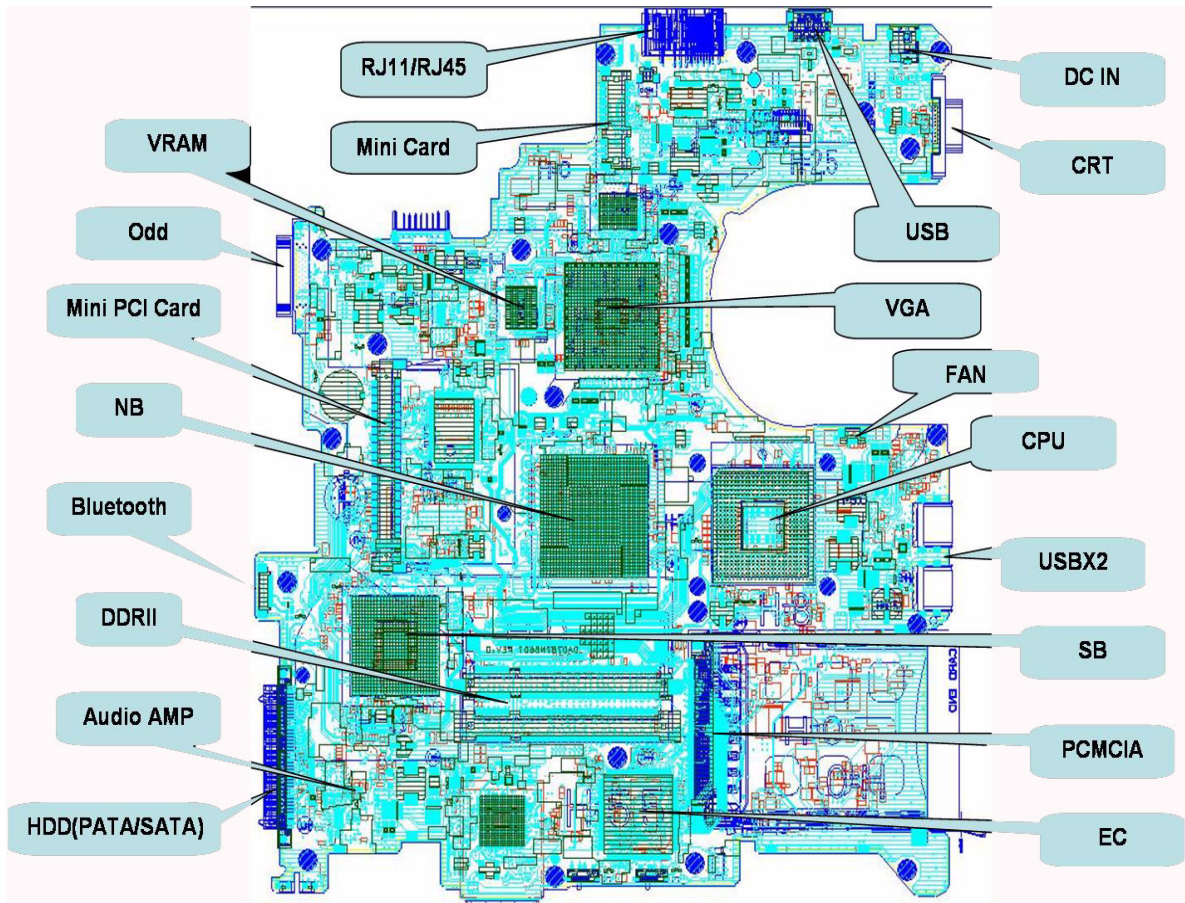 RJ11/RJ45
DC IN
VRAM
Mini Card
CRT
Odd
USB
Mini PCI Card
VGA
NB
FAN
CPU
Bluetooth
USBX2
DDRII
SB
Audio AMP
PCMCIA
HDD(PATA/SATA)
EC